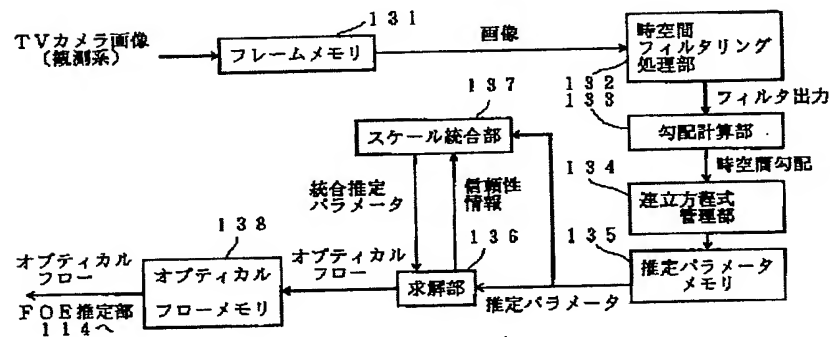 131
TVカメラ画像
(観測系)
フレームメモリ
画像
時空間
フィルタリング
処理部
132
133
フィルタ出力
137
スケール統合部
勾配計算部
時空間勾配
134
統合推定
パラメータ
信頼性
情報
連立方程式
管理部
138
136
135
オプティカル
フロー
オプティカル
フローメモリ
オプティカル
フロー
求解部
推定パラメータ
推定パラメータ
メモリ
FOE推定部
114へ